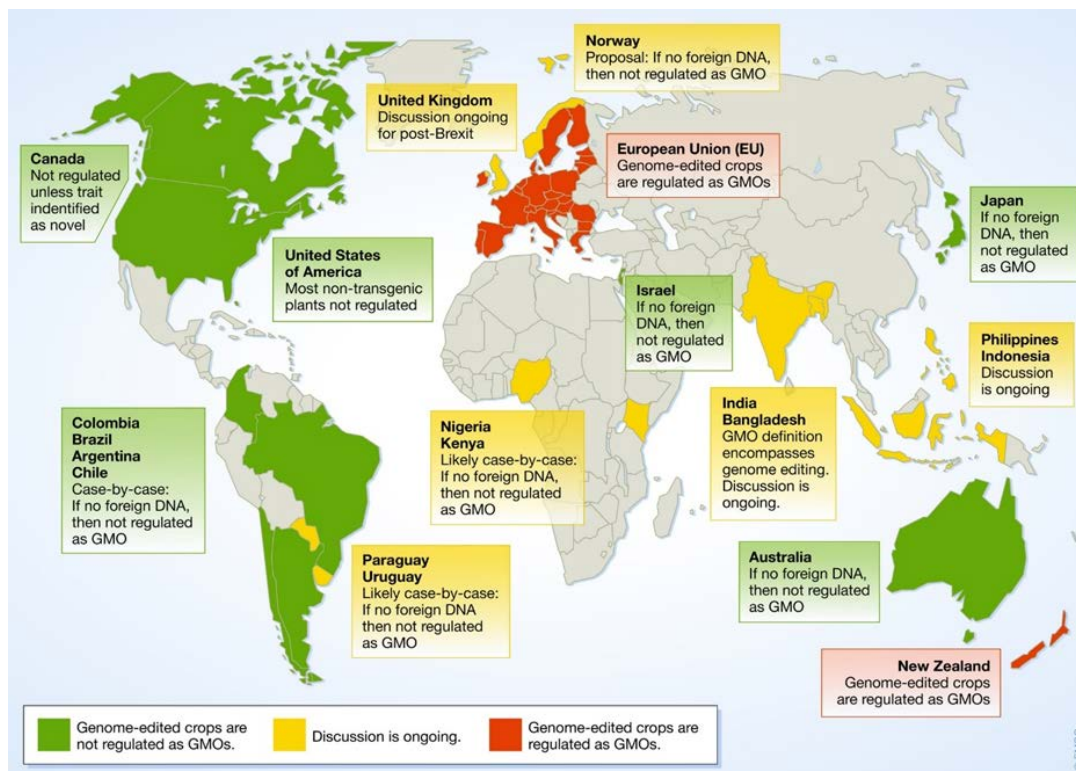 Norway
Proposal: If no foreign DNA,
then not regulated as GMO
United Kingdom
Discussion ongoing
for post-Brexit
European Union (EU)
Genome-edited crops
are regulated as GMOs
Canada
Not regulated
unless trait
indentified
as novel
United States
of America
Most non-transgenic
plants not regulated
Japan
If no foreign
DNA, then
not regulated
as GMO
Israel
If no foreign
DNA, then
not regulated
as GMO
Philippines
Indonesia
Discussion
is ongoing
Colombia
Brazil
Argentina
Chile
Case-by-case:
If no foreign DNA,
then not regulated
as GMO
Nigeria
Kenya
Likely case-by-case:
If no foreign DNA,
then not regulated
as GMO
India
Bangladesh
GMO definition
encompasses
genome editing.
Discussion is
ongoing.
Paraguay
Uruguay
Likely case-by-case:
If no foreign DNA
then not regulated
as GMO
Australia
If no foreign DNA,
then not regulated
as GMO
New Zealand
Genome-edited crops
are regulated as GMOs
Genome-edited crops are
not regulated as GMOs.
Discussion is ongoing.
Genome-edited crops are
regulated as GMOs.